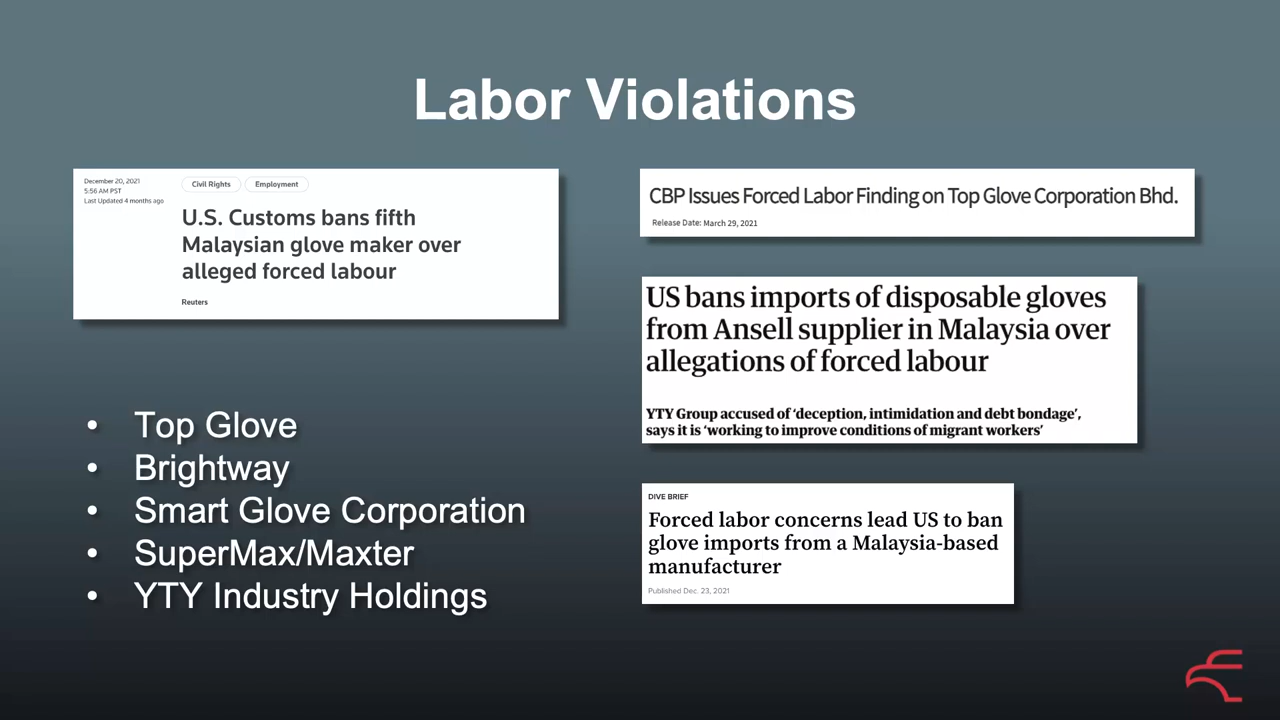 Labor Violations
December 20, 2021
5:56 AM PST
Last Updated 4 months ago
Civil Rights
Employment
U.S. Customs bans fifth
Malaysian glove maker over
alleged forced labour
Reuters
• Top Glove
• Brightway
• Smart Glove Corporation
• SuperMax/Maxter
• YTY Industry Holdings
CBP Issues Forced Labor Finding on Top Glove Corporation Bhd.
Release Date: March 29, 2021
US bans imports of disposable gloves
from Ansell supplier in Malaysia over
allegations of forced labour
YTY Group accused of ‘deception, intimidation and debt bondage’,
says it is ‘working to improve conditions of migrant workers’
DIVE BRIEF
Forced labor concerns lead US to ban
glove imports from a Malaysia-based
manufacturer
Published Dec. 23, 2021